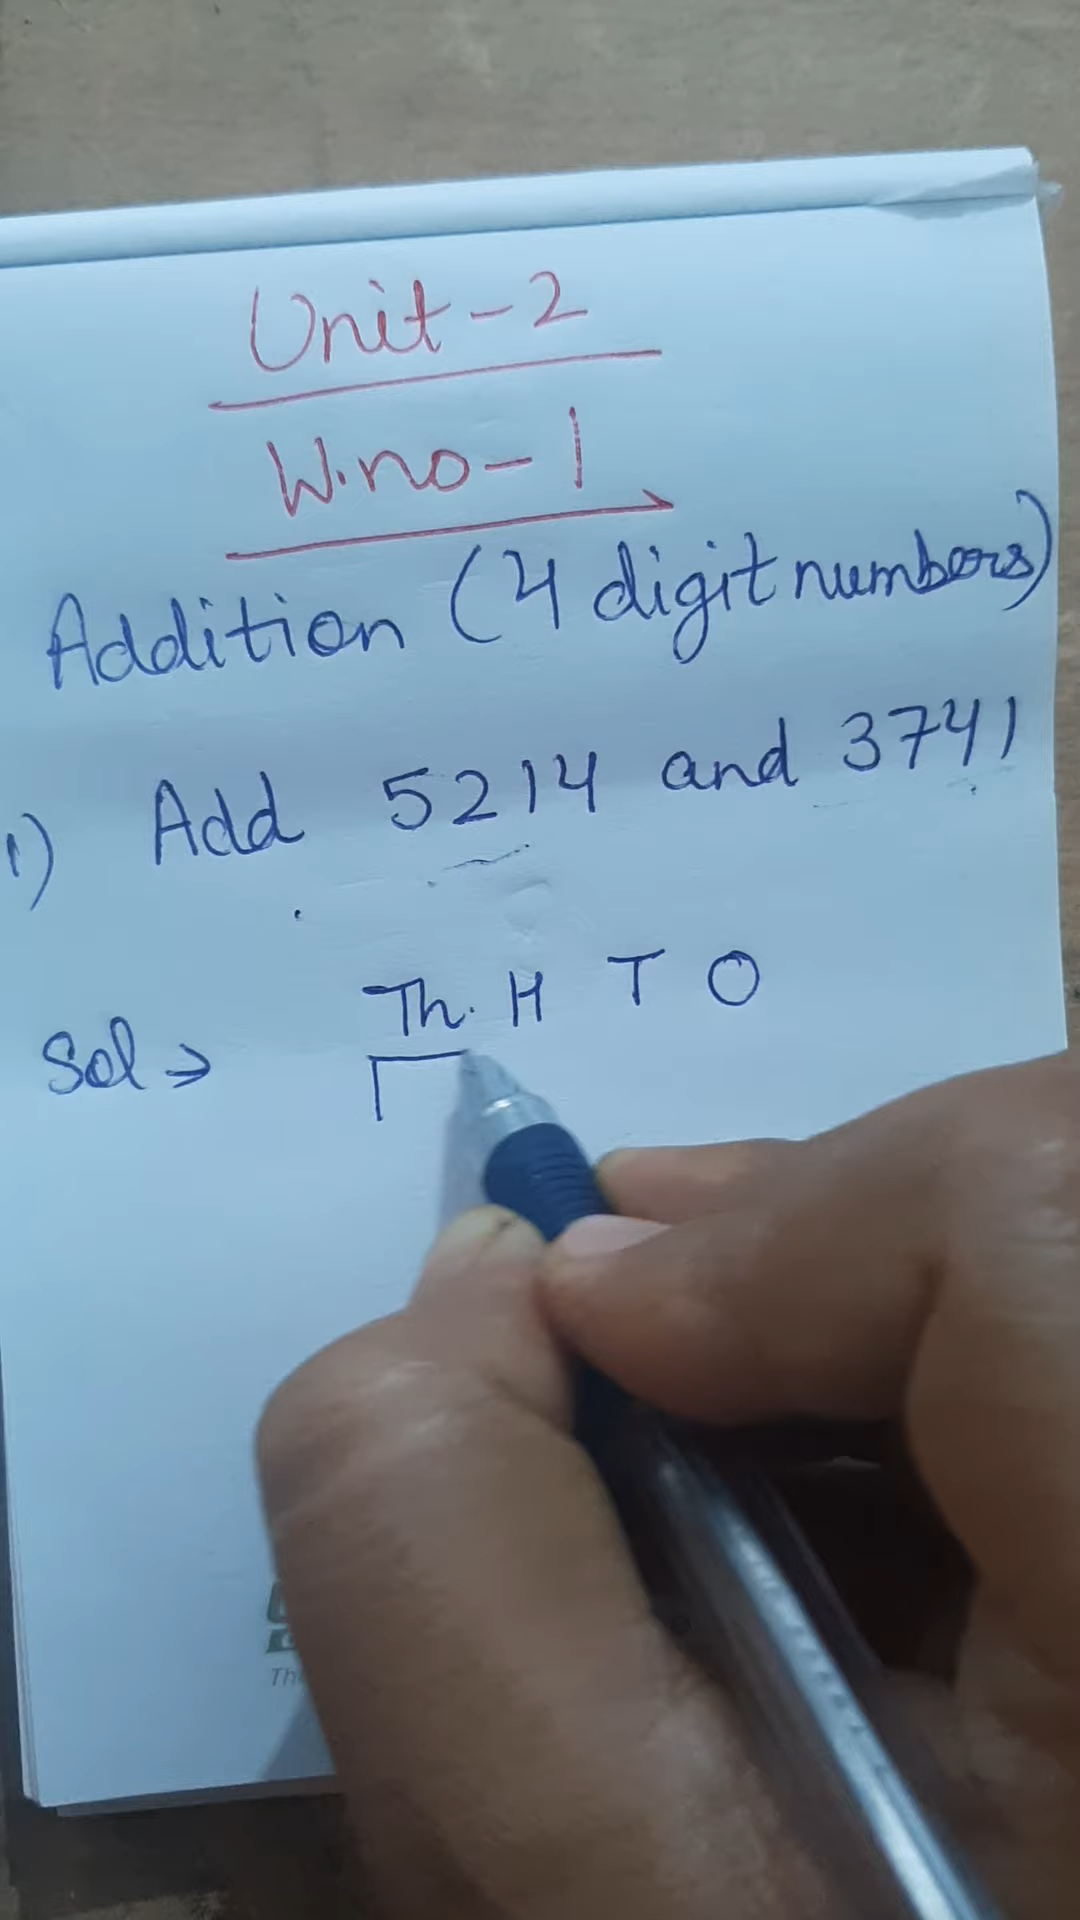 Unit-2
W.no-1
Addition (4 digit numbers)
1) Add 5214 and 3741
Th. H T O
Sol →